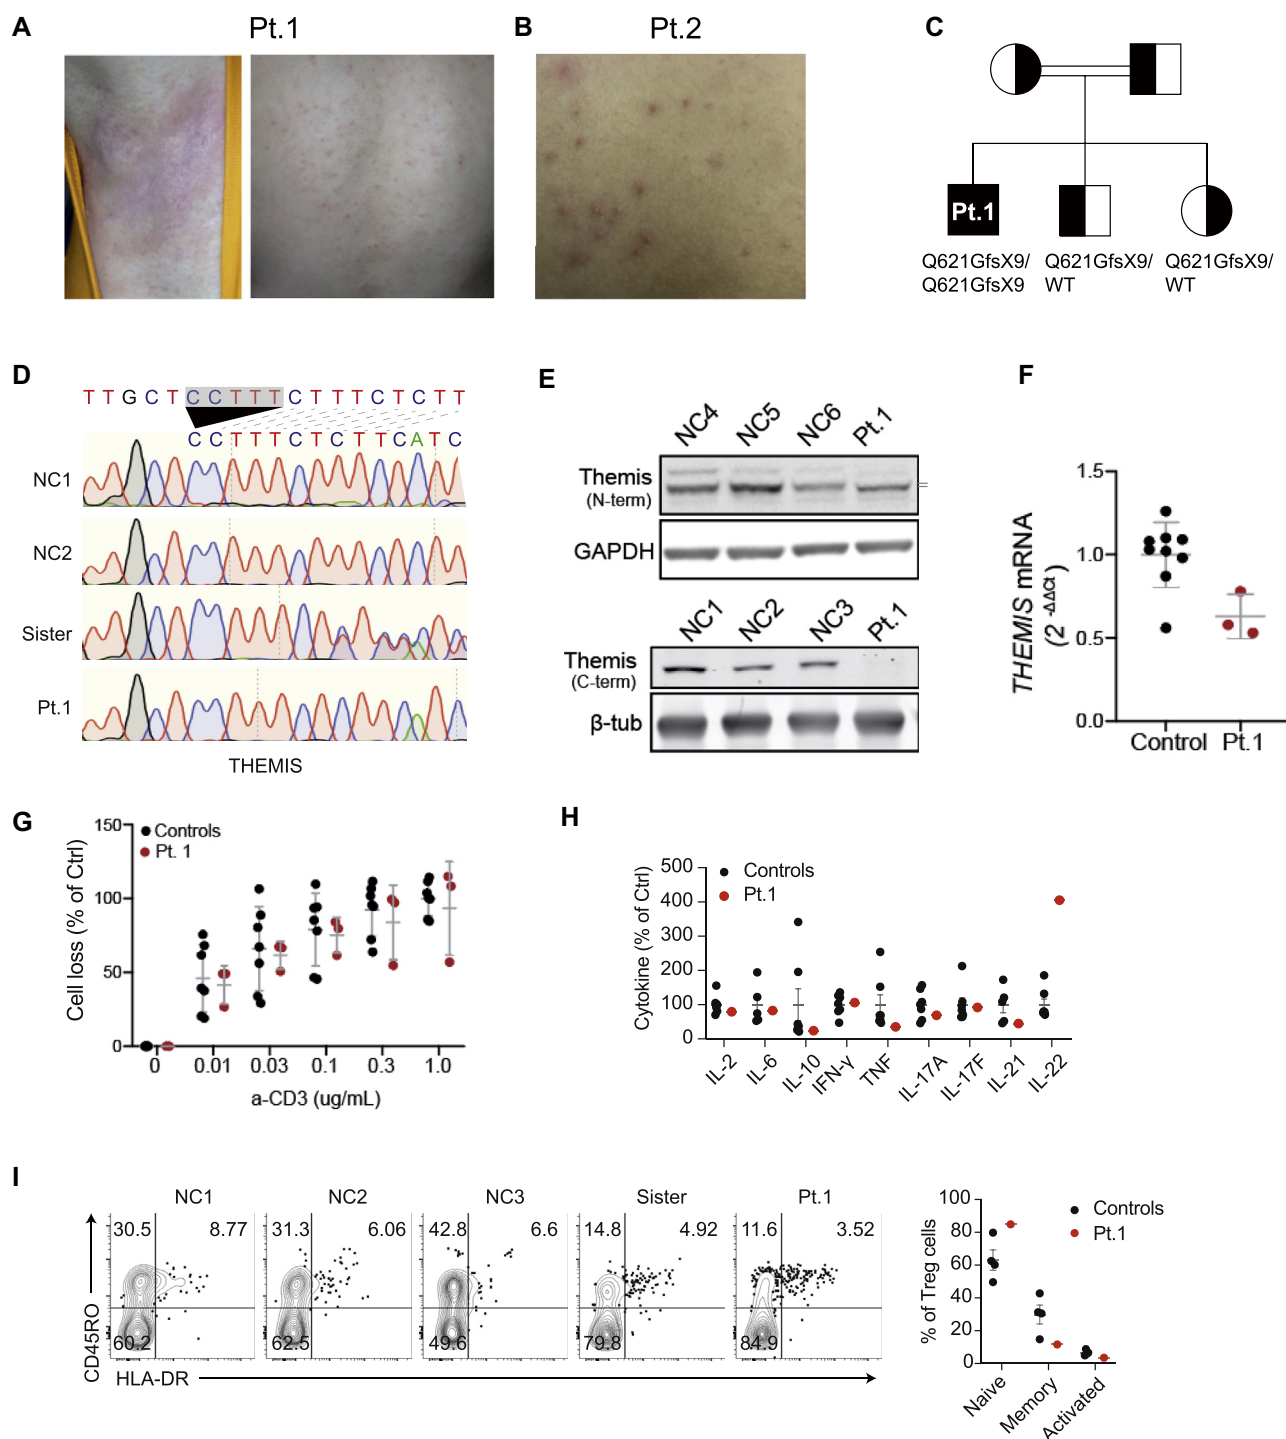 A
Pt.1
B
Pt.2
C
Pt.1
Q621GfsX9/
Q621GfsX9
Q621GfsX9/
WT
Q621GfsX9/
WT
D
T T G C T C C T T T C T T T C T C T T
C C T T T C T C T T C A T C
NC1
NC2
Sister
Pt.1
THEMIS
E
NC4 NC5 NC6 Pt.1
Themis
(N-term)
GAPDH
NC1 NC2 NC3 Pt.1
Themis
(C-term)
β-tub
F
THEMIS mRNA
(2^-ΔΔCt)
1.5
1.0
0.5
0.0
Control Pt.1
G
Cell loss (% of Ctrl)
150
100
50
0
Controls
Pt. 1
0 0.01 0.03 0.1 0.3 1.0
a-CD3 (ug/mL)
H
Cytokine (% of Ctrl)
500
400
300
200
100
0
Controls
Pt.1
IL-2 IL-6 IL-10 IFN-γ TNF IL-17A IL-17F IL-21 IL-22
I
NC1 NC2 NC3 Sister Pt.1
30.5 8.77 31.3 6.06 42.8 6.6 14.8 4.92 11.6 3.52
60.2 62.5 49.6 79.8 84.9
CD45RO
HLA-DR
% of Treg cells
100
80
60
40
20
0
Controls
Pt.1
Naive Memory Activated